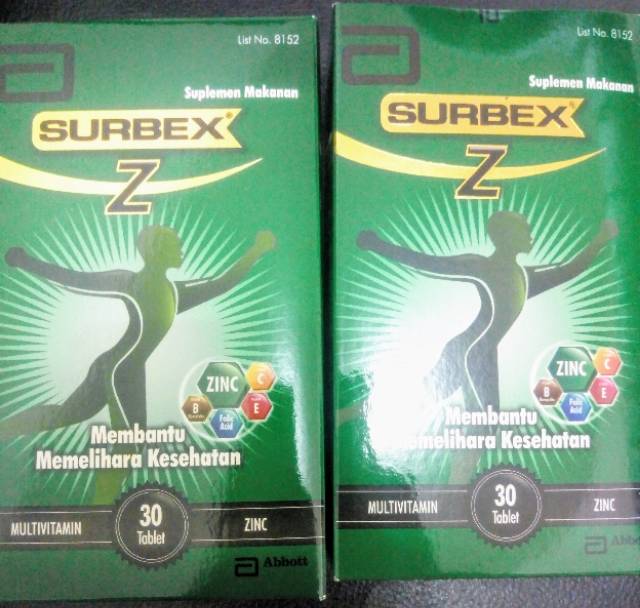 List No. 8152
Suplemen Makanan
SURBEX
Z
ZINC
C
B
E
Folic
Acid
Membantu
Memelihara Kesehatan
MULTIVITAMIN
30
Tablet
ZINC
Abbott
List No. 8152
Suplemen Makanan
SURBEX
Z
ZINC
C
B
E
Folic
Acid
Membantu
Memelihara Kesehatan
MULTIVITAMIN
30
Tablet
ZINC
Abbott